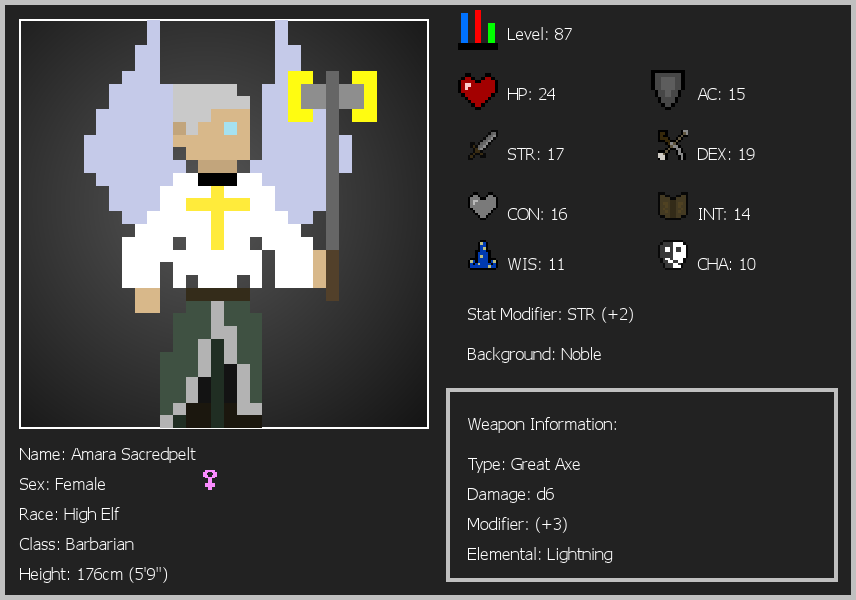 Level: 87
HP: 24
AC: 15
STR: 17
DEX: 19
CON: 16
INT: 14
WIS: 11
CHA: 10
Stat Modifier: STR (+2)
Background: Noble
Weapon Information:
Type: Great Axe
Damage: d6
Modifier: (+3)
Elemental: Lightning
Name: Amara Sacredpelt
Sex: Female
Race: High Elf
Class: Barbarian
Height: 176cm (5'9")